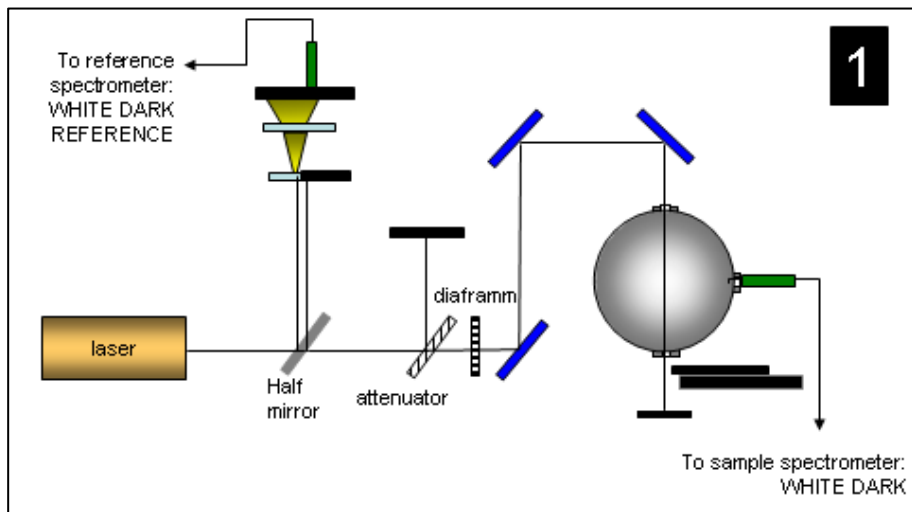 To reference
spectrometer:
WHITE DARK
REFERENCE
1
diaframm
laser
Half
mirror
attenuator
To sample spectrometer:
WHITE DARK